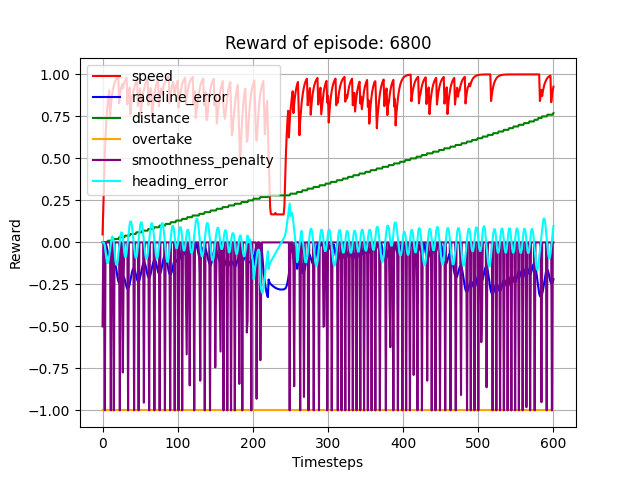 Reward of episode: 6800
speed
raceline_error
distance
overtake
smoothness_penalty
heading_error
1.00
0.75
0.50
0.25
0.00
−0.25
−0.50
−0.75
−1.00
Reward
0 100 200 300 400 500 600
Timesteps